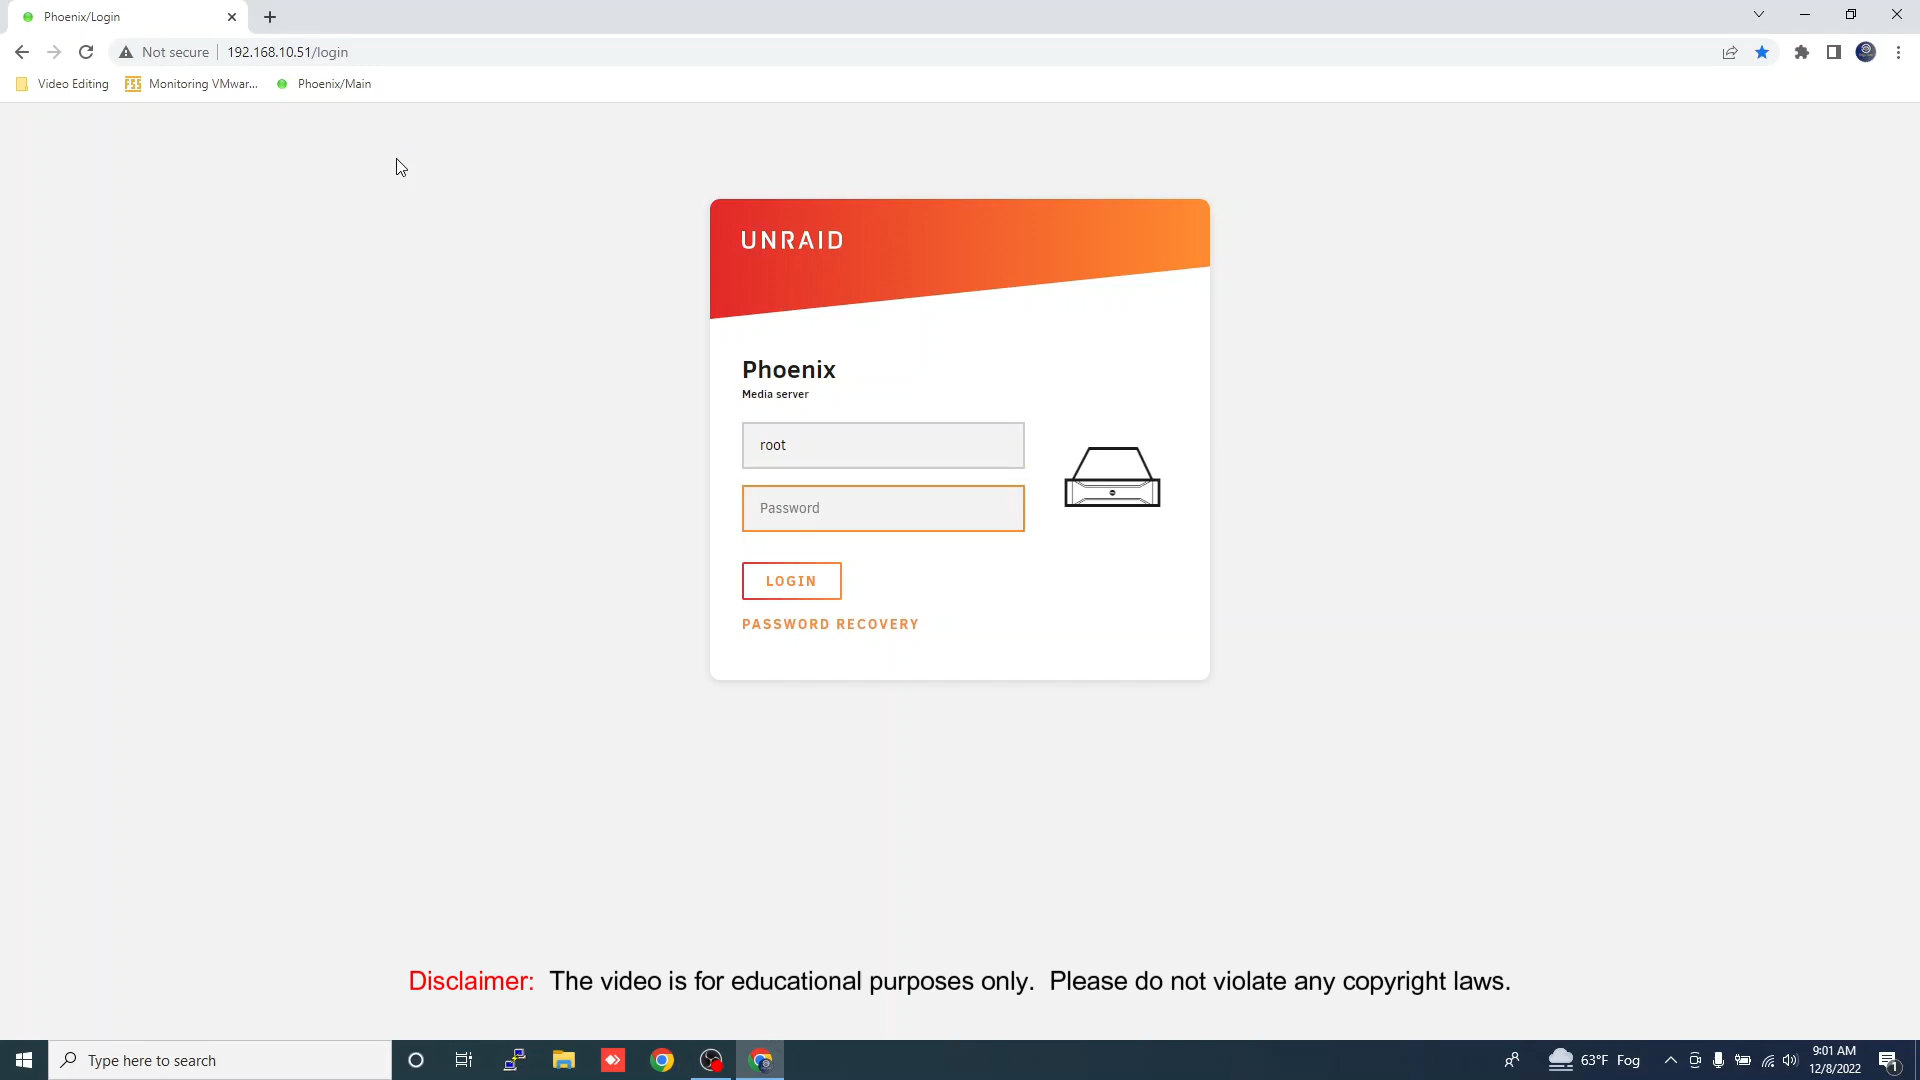 Phoenix/Login
Not secure
192.168.10.51/login
Video Editing
FSS
Monitoring VMwar...
Phoenix/Main
UNRAID
Phoenix
Media server
root
Password
LOGIN
PASSWORD RECOVERY
Disclaimer: The video is for educational purposes only. Please do not violate any copyright laws.
Type here to search
63°F Fog
9:01 AM
12/8/2022
1